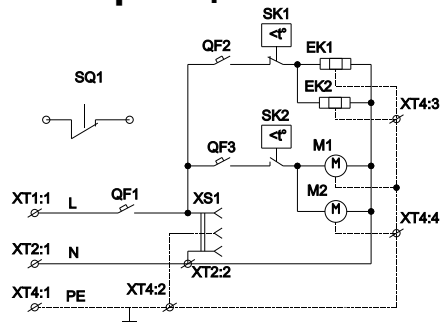 SK1
<t°
QF2
EK1
SQ1
EK2
XT4:3
SK2
<t°
QF3
M1
M
XT1:1 L
QF1
XS1
M2
M
XT4:4
XT2:1 N
XT2:2
XT4:1 PE
XT4:2